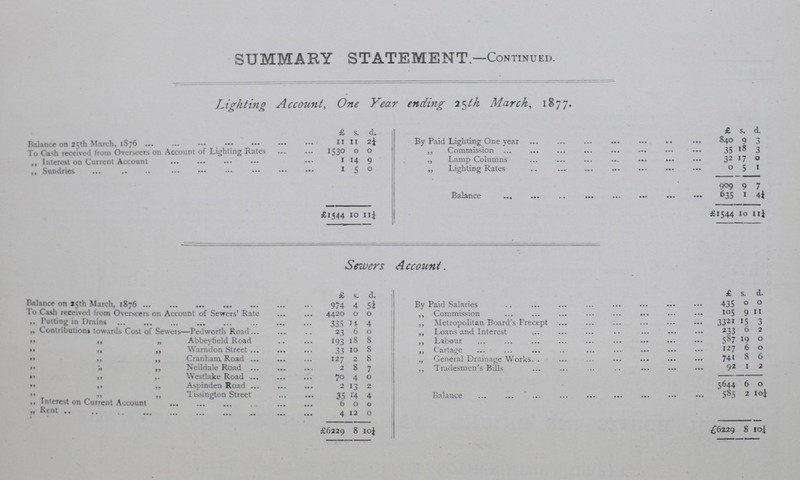 SUMMARY STATEMENT.—CONTINUED.
Lighting Account, One Year ending 25th March, 1877.
£ s. d.
Balance on 25th March, 1876 ... 11 11 2¼
To Cash received from Overseers on Account of Lighting Rates ... 1530 0 0
„ Interest on Current Account ... 1 14 9
„ Sundries ... 1 5 0
£1544 10 11¼
£ s. d.
By Paid Lighting One year ... 840 9 3
„ Commission ... 35 18 3
„ Lamp Columns ... 32 17 0
„ Lighting Rates ... 0 5 1
909 9 7
Balance ... 635 1 4¼
£1544 10 11¼
Sewers Account.
£ s. d.
Balance on 25th March, 1876 ... 974 4 5¼
To Cash received from Overseers on Account of Sewers' Rate ... 4420 0 0
„ Putting in Drains ... 335 11 4
„ Contributions towards Cost of Sewers—Pedworth Road ... 23 6 0
„ „ „ Abbeyfield Road 193 18 8
„ „ „ Warndon Street ... 33 10 8
„ „ „ Cranham Road ... 127 2 8
„ „ „ Neildale Road ... 2 8 7
„ „ „ Westlake Road ... 70 4 0
„ „ „ Aspinden Road ... 2 13 2
„ „ „ Tissington Street ... 35 14 4
„ Interest on Current Account ... 6 0 0
„ Rent ... 4 12 0
£6229 8 10¼
£ s. d.
By Paid Salaries ... 435 0 0
„ Commission ... 105 9 11
„ Metropolitan Board's Precept ... 3321 15 3
„ Loans and Interest ... 233 6 2
„ Labour ... 587 19 0
„ Cartage ... 127 6 0
„ General Drainage Works ... 741 8 6
„ Tradesmen's Bills ... 92 1 2
5644 6 0
Balance ... 585 2 10¼
£6229 8 10¼